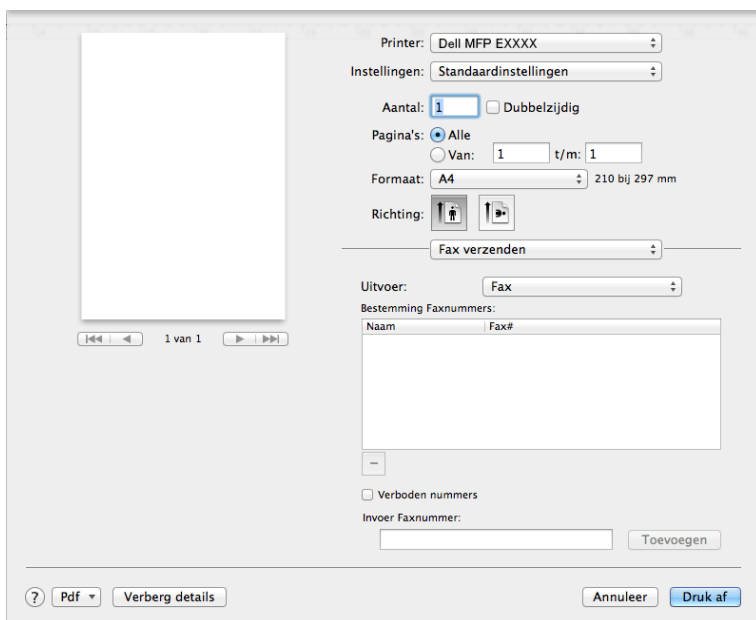 Printer: Dell MFP EXXXX
Instellingen: Standaardinstellingen
Aantal: 1 Dubbelzijdig
Pagina's: Alle
Van: 1 t/m: 1
Formaat: A4 210 bij 297 mm
Richting:
Fax verzenden
Uitvoer: Fax
Bestemming Faxnummers:
Naam Fax#
1 van 1
−
Verboden nummers
Invoer Faxnummer:
Toevoegen
? Pdf Verberg details Annuleer Druk af